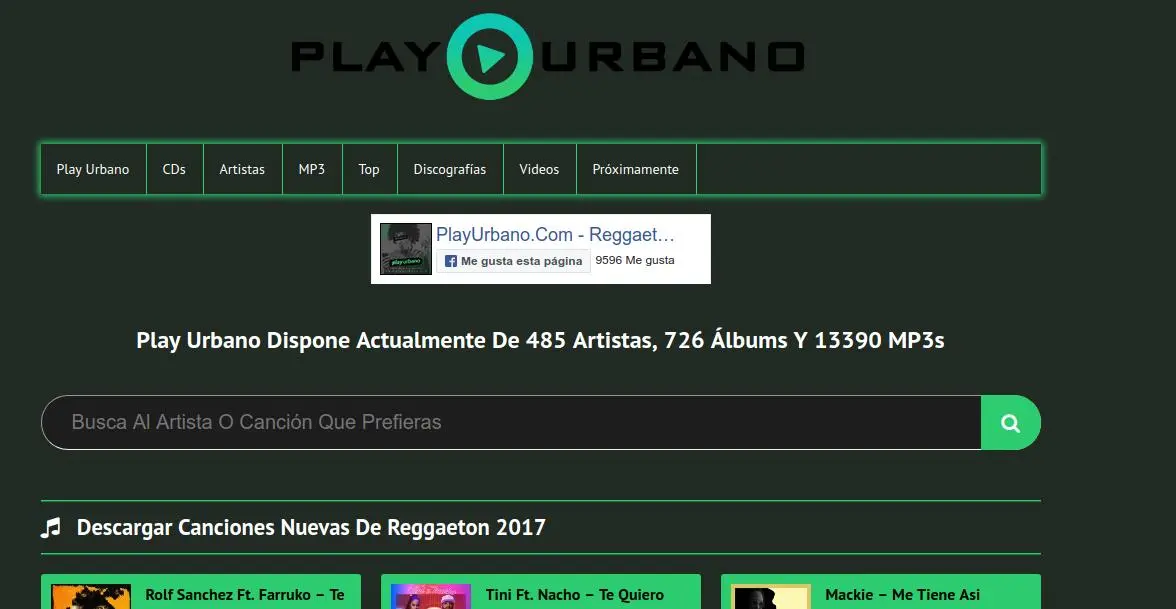 PLAY URBANO
Play Urbano CDs Artistas MP3 Top Discografías Videos Próximamente
PlayUrbano.Com - Reggaet…
Me gusta esta página 9596 Me gusta
Play Urbano Dispone Actualmente De 485 Artistas, 726 Álbums Y 13390 MP3s
Busca Al Artista O Canción Que Prefieras
Descargar Canciones Nuevas De Reggaeton 2017
Rolf Sanchez Ft. Farruko – Te
Tini Ft. Nacho – Te Quiero
Mackie – Me Tiene Asi